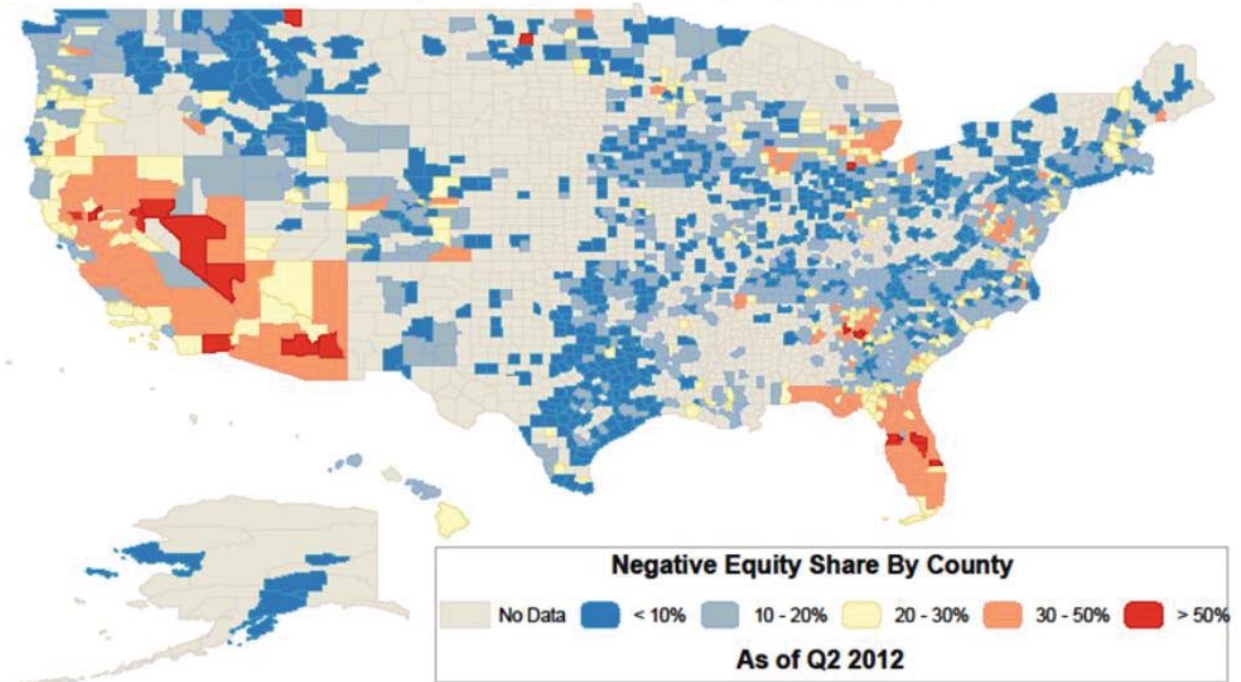 Negative Equity Share By County
No Data < 10% 10 - 20% 20 - 30% 30 - 50% > 50%
As of Q2 2012